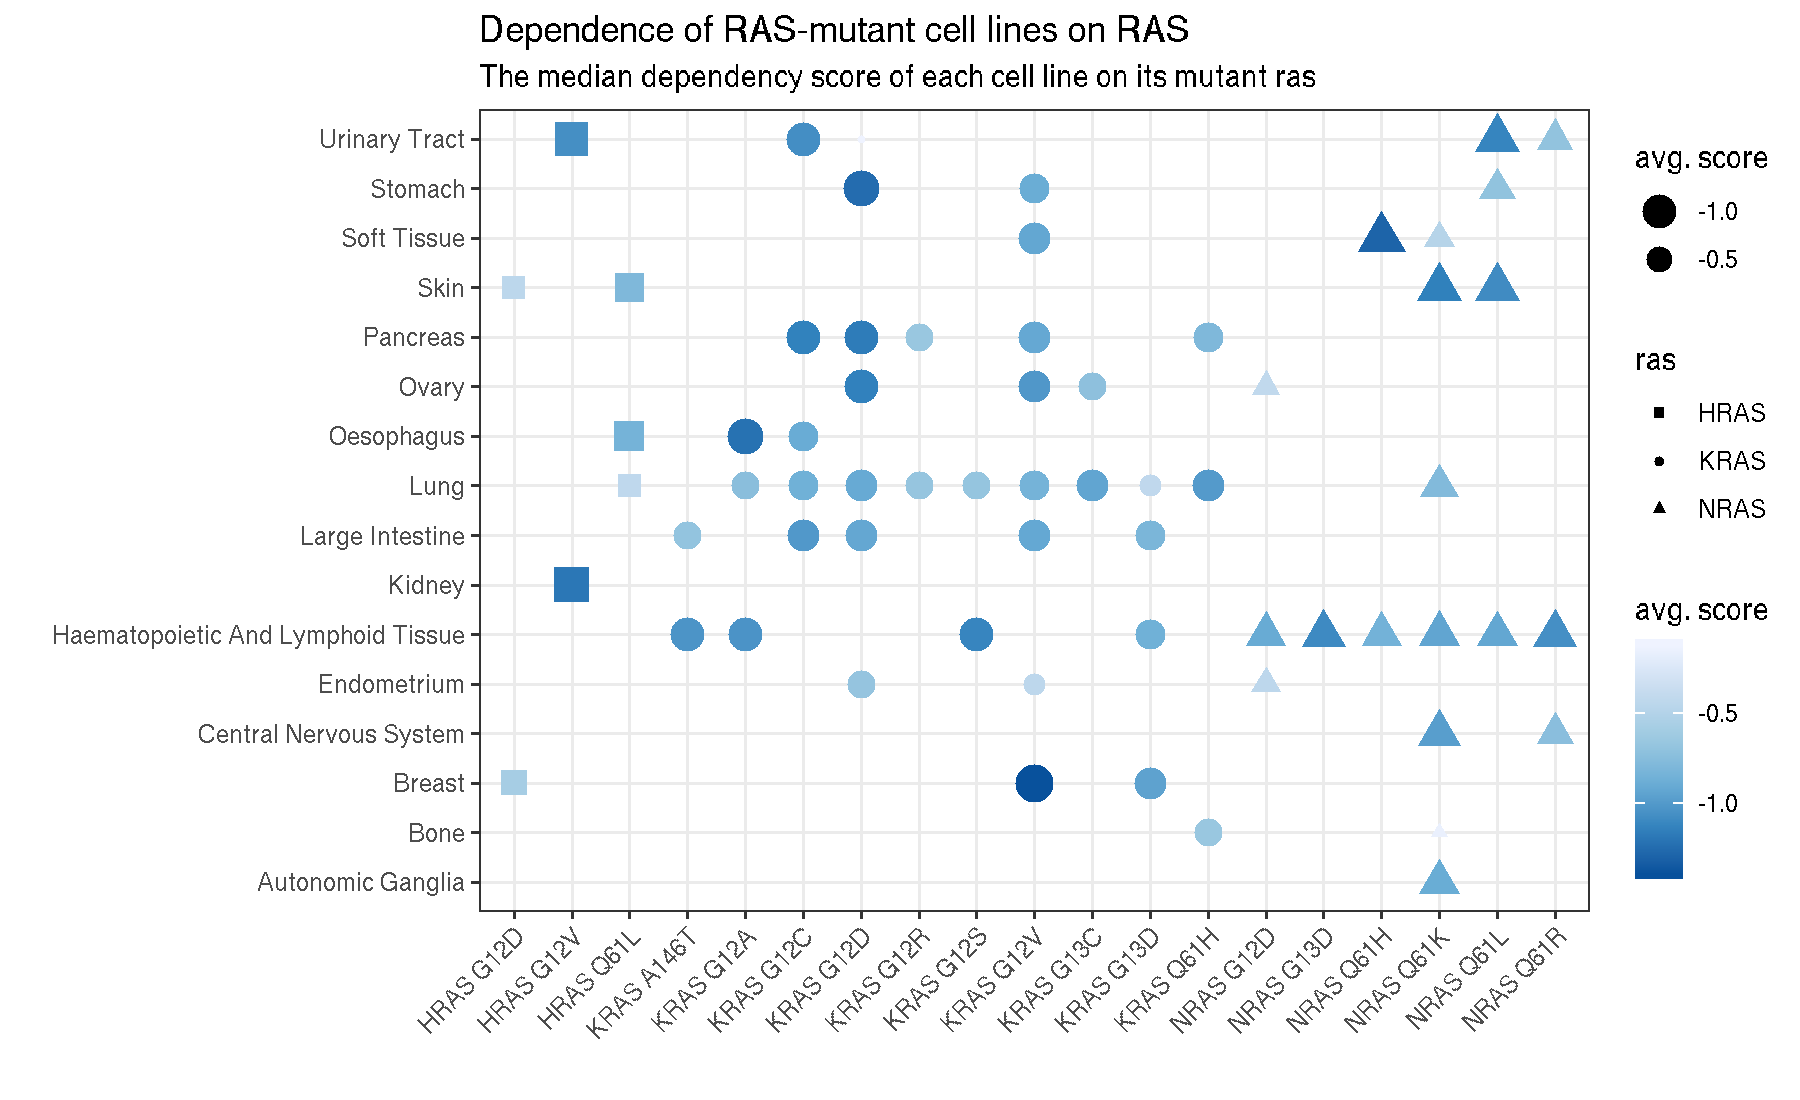 Dependence of RAS-mutant cell lines on RAS
The median dependency score of each cell line on its mutant ras
Urinary Tract
Stomach
Soft Tissue
Skin
Pancreas
Ovary
Oesophagus
Lung
Large Intestine
Kidney
Haematopoietic And Lymphoid Tissue
Endometrium
Central Nervous System
Breast
Bone
Autonomic Ganglia
HRAS G12D
HRAS G12V
HRAS Q61L
KRAS A146T
KRAS G12A
KRAS G12C
KRAS G12D
KRAS G12R
KRAS G12S
KRAS G12V
KRAS G13C
KRAS G13D
KRAS Q61H
NRAS G12D
NRAS G13D
NRAS Q61H
NRAS Q61K
NRAS Q61L
NRAS Q61R
avg. score
-1.0
-0.5
ras
HRAS
KRAS
NRAS
avg. score
-0.5
-1.0